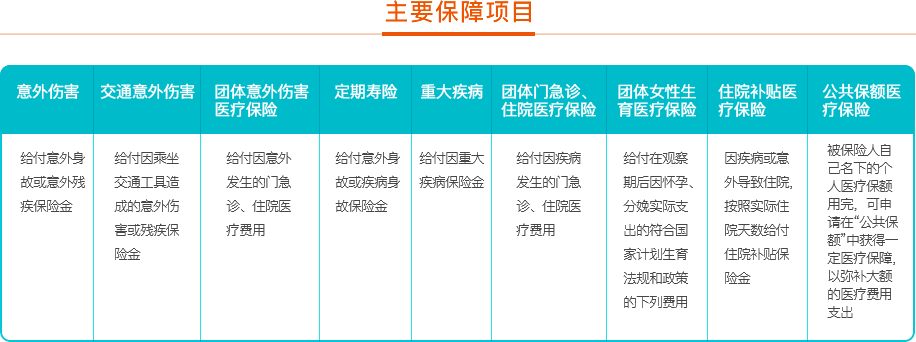 主要保障项目
意外伤害
交通意外伤害
团体意外伤害
医疗保险
定期寿险
重大疾病
团体门急诊、
住院医疗保险
团体女性生
育医疗保险
住院补贴医
疗保险
公共保额医
疗保险
给付意外身
故或意外残
疾保险金
给付因乘坐
交通工具造
成的意外伤
害或残疾保
险金
给付因意外
发生的门急
诊、住院医
疗费用
给付意外身
故或疾病身
故保险金
给付因重大
疾病保险金
给付因疾病
发生的门急
诊、住院医
疗费用
给付在观察
期后因怀孕、
分娩实际支
出的符合国
家计划生育
法规和政策
的下列费用
因疾病或意
外导致住院,
按照实际住
院天数给付
住院补贴保
险金
被保险人自
己名下的个
人医疗保额
用完，可申
请在“公共保
额”中获得一
定医疗保障,
以弥补大额
的医疗费用
支出